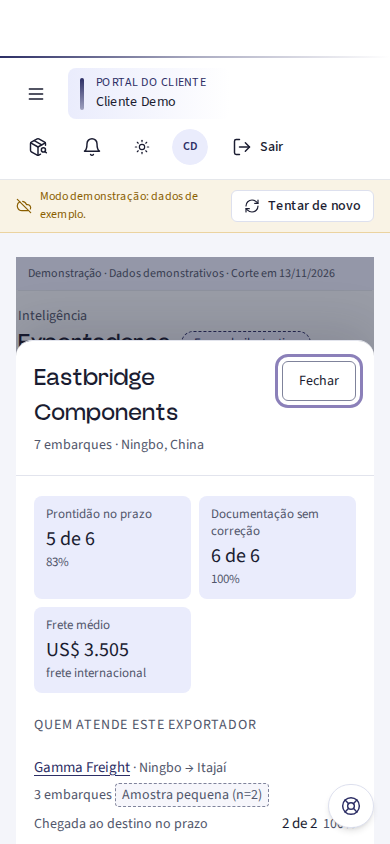 PORTAL DO CLIENTE
Cliente Demo
CD
Sair
Modo demonstração: dados de
exemplo.
Tentar de novo
Demonstração · Dados demonstrativos · Corte em 13/11/2026
Inteligência
Exportadores
Eastbridge
Components
Fechar
7 embarques · Ningbo, China
Prontidão no prazo
5 de 6
83%
Documentação sem
correção
6 de 6
100%
Frete médio
US$ 3.505
frete internacional
QUEM ATENDE ESTE EXPORTADOR
Gamma Freight · Ningbo → Itajaí
3 embarques Amostra pequena (n=2)
Chegada ao destino no prazo 2 de 2